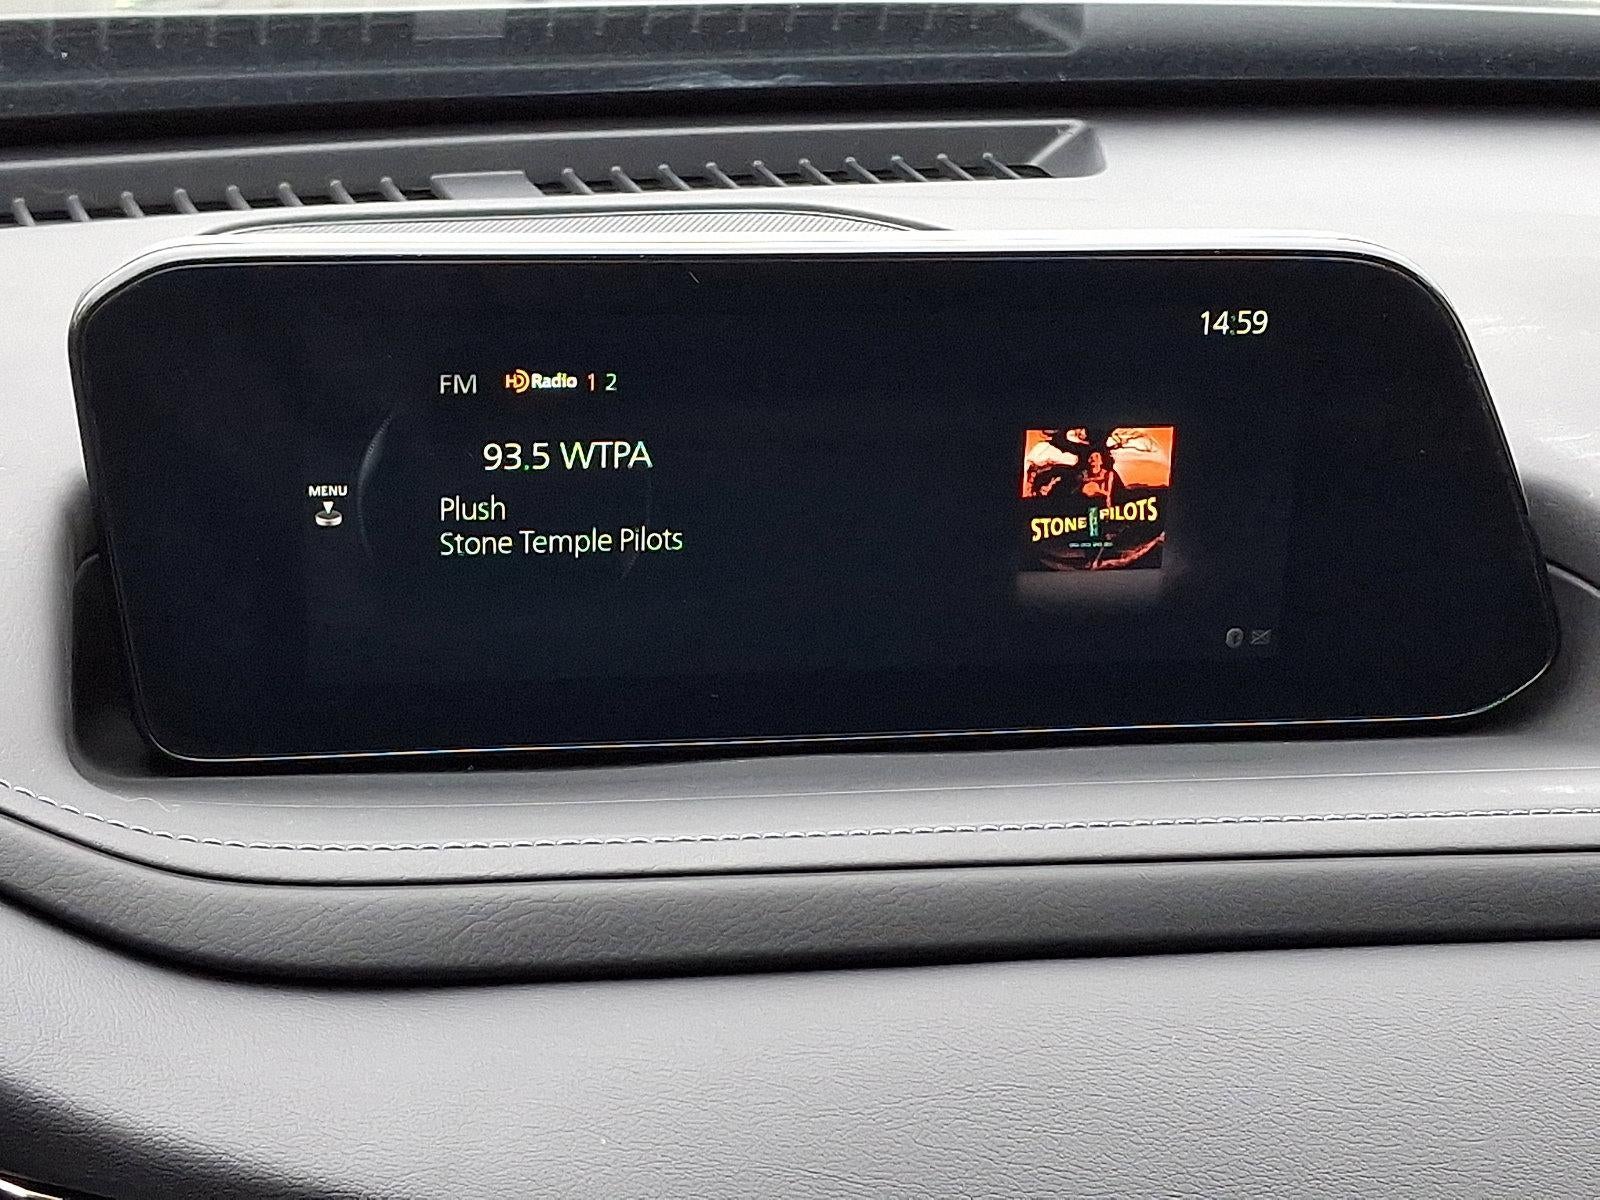 14:59
FM HD Radio 1 2
93.5 WTPA
MENU
Plush
Stone Temple Pilots
STONE PILOTS